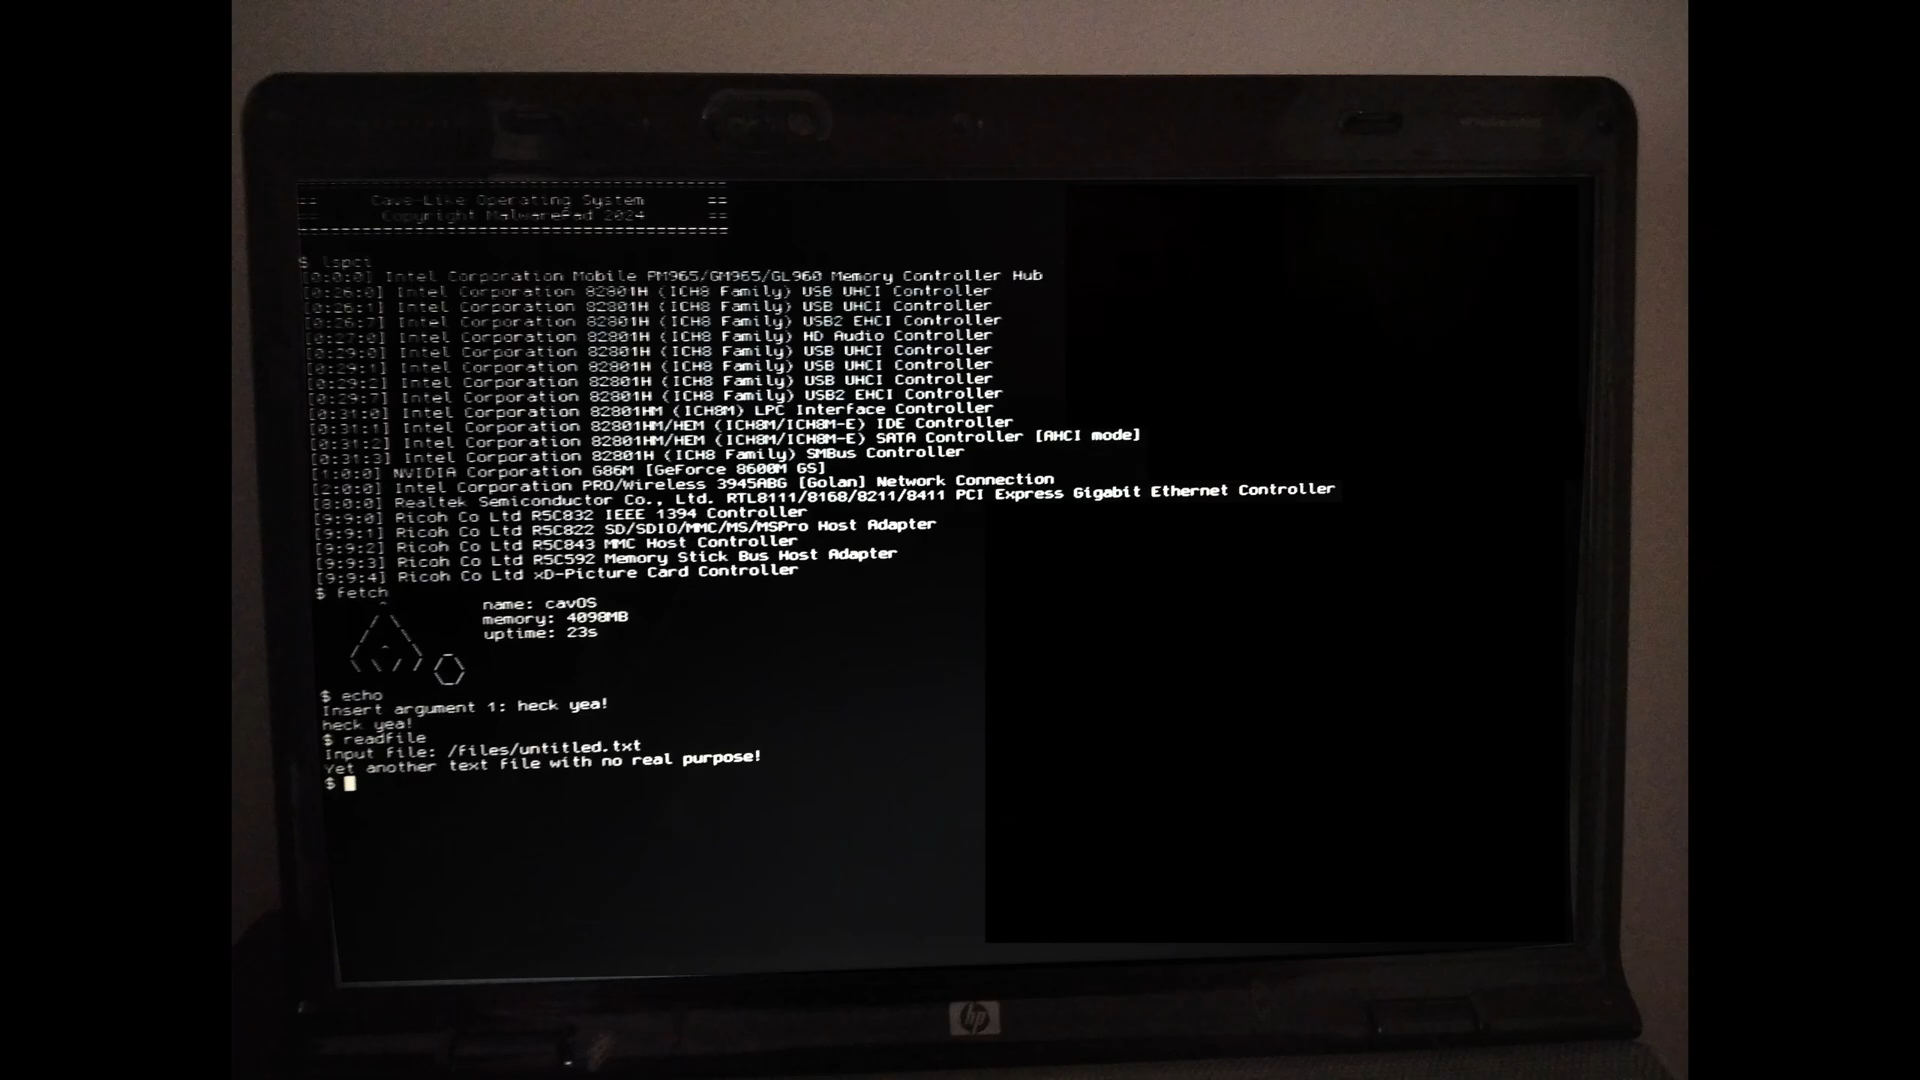 ===========================================
==     Cave-Like Operating System      ==
==      Copyright MalwarePad 2024      ==
===========================================
$ lspci
[0:0:0] Intel Corporation Mobile PM965/GM965/GL960 Memory Controller Hub
[0:26:0] Intel Corporation 82801H (ICH8 Family) USB UHCI Controller
[0:26:1] Intel Corporation 82801H (ICH8 Family) USB UHCI Controller
[0:26:7] Intel Corporation 82801H (ICH8 Family) USB2 EHCI Controller
[0:27:0] Intel Corporation 82801H (ICH8 Family) HD Audio Controller
[0:29:0] Intel Corporation 82801H (ICH8 Family) USB UHCI Controller
[0:29:1] Intel Corporation 82801H (ICH8 Family) USB UHCI Controller
[0:29:2] Intel Corporation 82801H (ICH8 Family) USB UHCI Controller
[0:29:7] Intel Corporation 82801H (ICH8 Family) USB2 EHCI Controller
[0:31:0] Intel Corporation 82801HM (ICH8M) LPC Interface Controller
[0:31:1] Intel Corporation 82801HM/HEM (ICH8M/ICH8M-E) IDE Controller
[0:31:2] Intel Corporation 82801HM/HEM (ICH8M/ICH8M-E) SATA Controller [AHCI mode]
[0:31:3] Intel Corporation 82801H (ICH8 Family) SMBus Controller
[1:0:0] NVIDIA Corporation G86M [GeForce 8600M GS]
[2:0:0] Intel Corporation PRO/Wireless 3945ABG [Golan] Network Connection
[8:0:0] Realtek Semiconductor Co., Ltd. RTL8111/8168/8211/8411 PCI Express Gigabit Ethernet Controller
[9:9:0] Ricoh Co Ltd R5C832 IEEE 1394 Controller
[9:9:1] Ricoh Co Ltd R5C822 SD/SDIO/MMC/MS/MSPro Host Adapter
[9:9:2] Ricoh Co Ltd R5C843 MMC Host Controller
[9:9:3] Ricoh Co Ltd R5C592 Memory Stick Bus Host Adapter
[9:9:4] Ricoh Co Ltd xD-Picture Card Controller
$ fetch
name: cavOS
memory: 4098MB
uptime: 23s
$ echo
Insert argument 1: heck yea!
heck yea!
$ readfile
Input file: /files/untitled.txt
Yet another text file with no real purpose!
$
hp